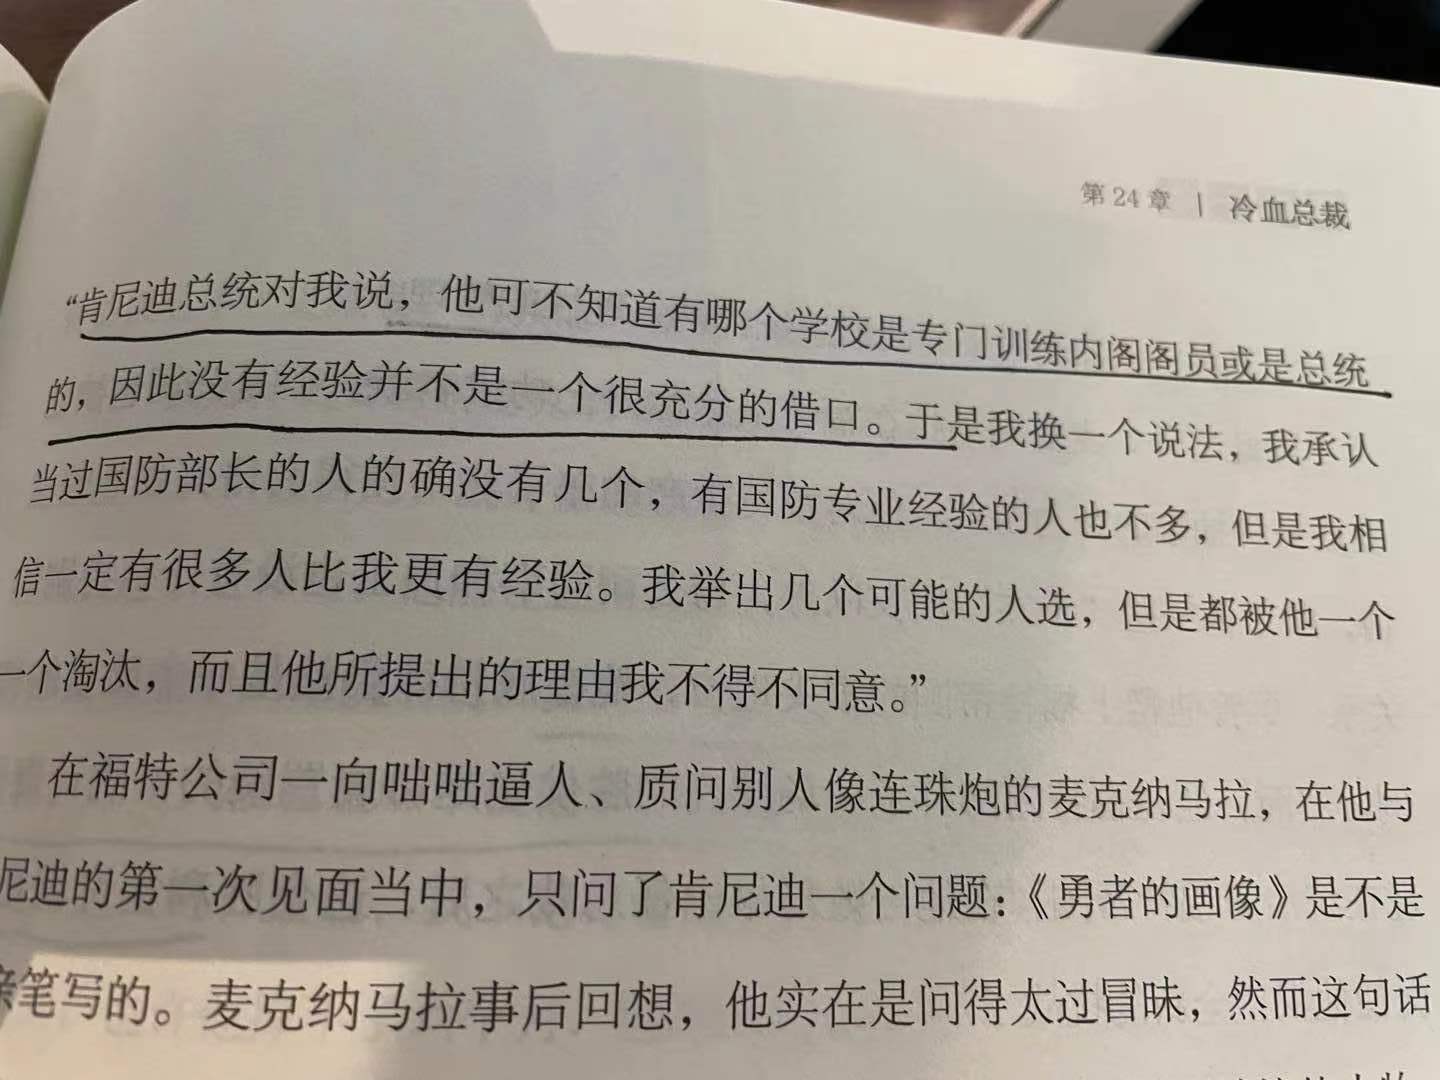 第 24 章 | 冷血总裁
“肯尼迪总统对我说，他可不知道有哪个学校是专门训练内阁阁员或是总统
的，因此没有经验并不是一个很充分的借口。于是我换一个说法，我承认
当过国防部长的人的确没有几个，有国防专业经验的人也不多，但是我相
信一定有很多人比我更有经验。我举出几个可能的人选，但是都被他一个
一个淘汰，而且他所提出的理由我不得不同意。”
在福特公司一向咄咄逼人、质问别人像连珠炮的麦克纳马拉，在他与
尼迪的第一次见面当中，只问了肯尼迪一个问题：《勇者的画像》是不是
亲笔写的。麦克纳马拉事后回想，他实在是问得太过冒昧，然而这句话